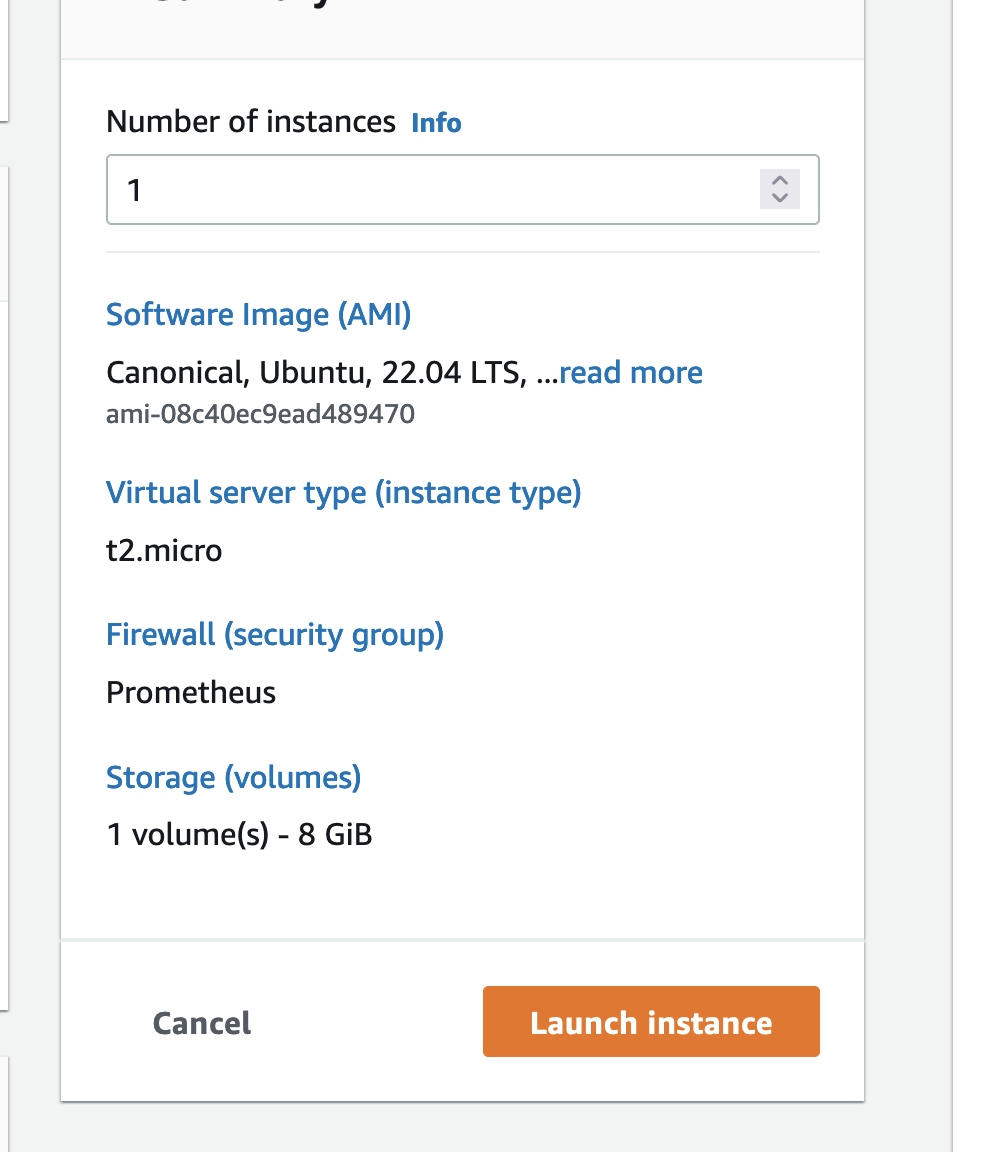 Number of instances Info
1
Software Image (AMI)
Canonical, Ubuntu, 22.04 LTS, ...read more
ami-08c40ec9ead489470
Virtual server type (instance type)
t2.micro
Firewall (security group)
Prometheus
Storage (volumes)
1 volume(s) - 8 GiB
Cancel
Launch instance